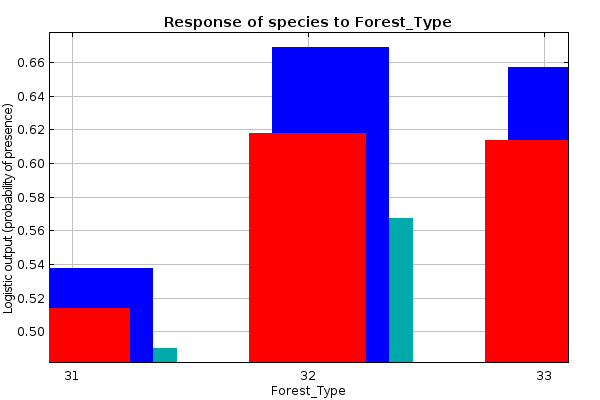 Response of species to Forest_Type
Logistic output (probability of presence)
0.66
0.64
0.62
0.60
0.58
0.56
0.54
0.52
0.50
31 32 33
Forest_Type